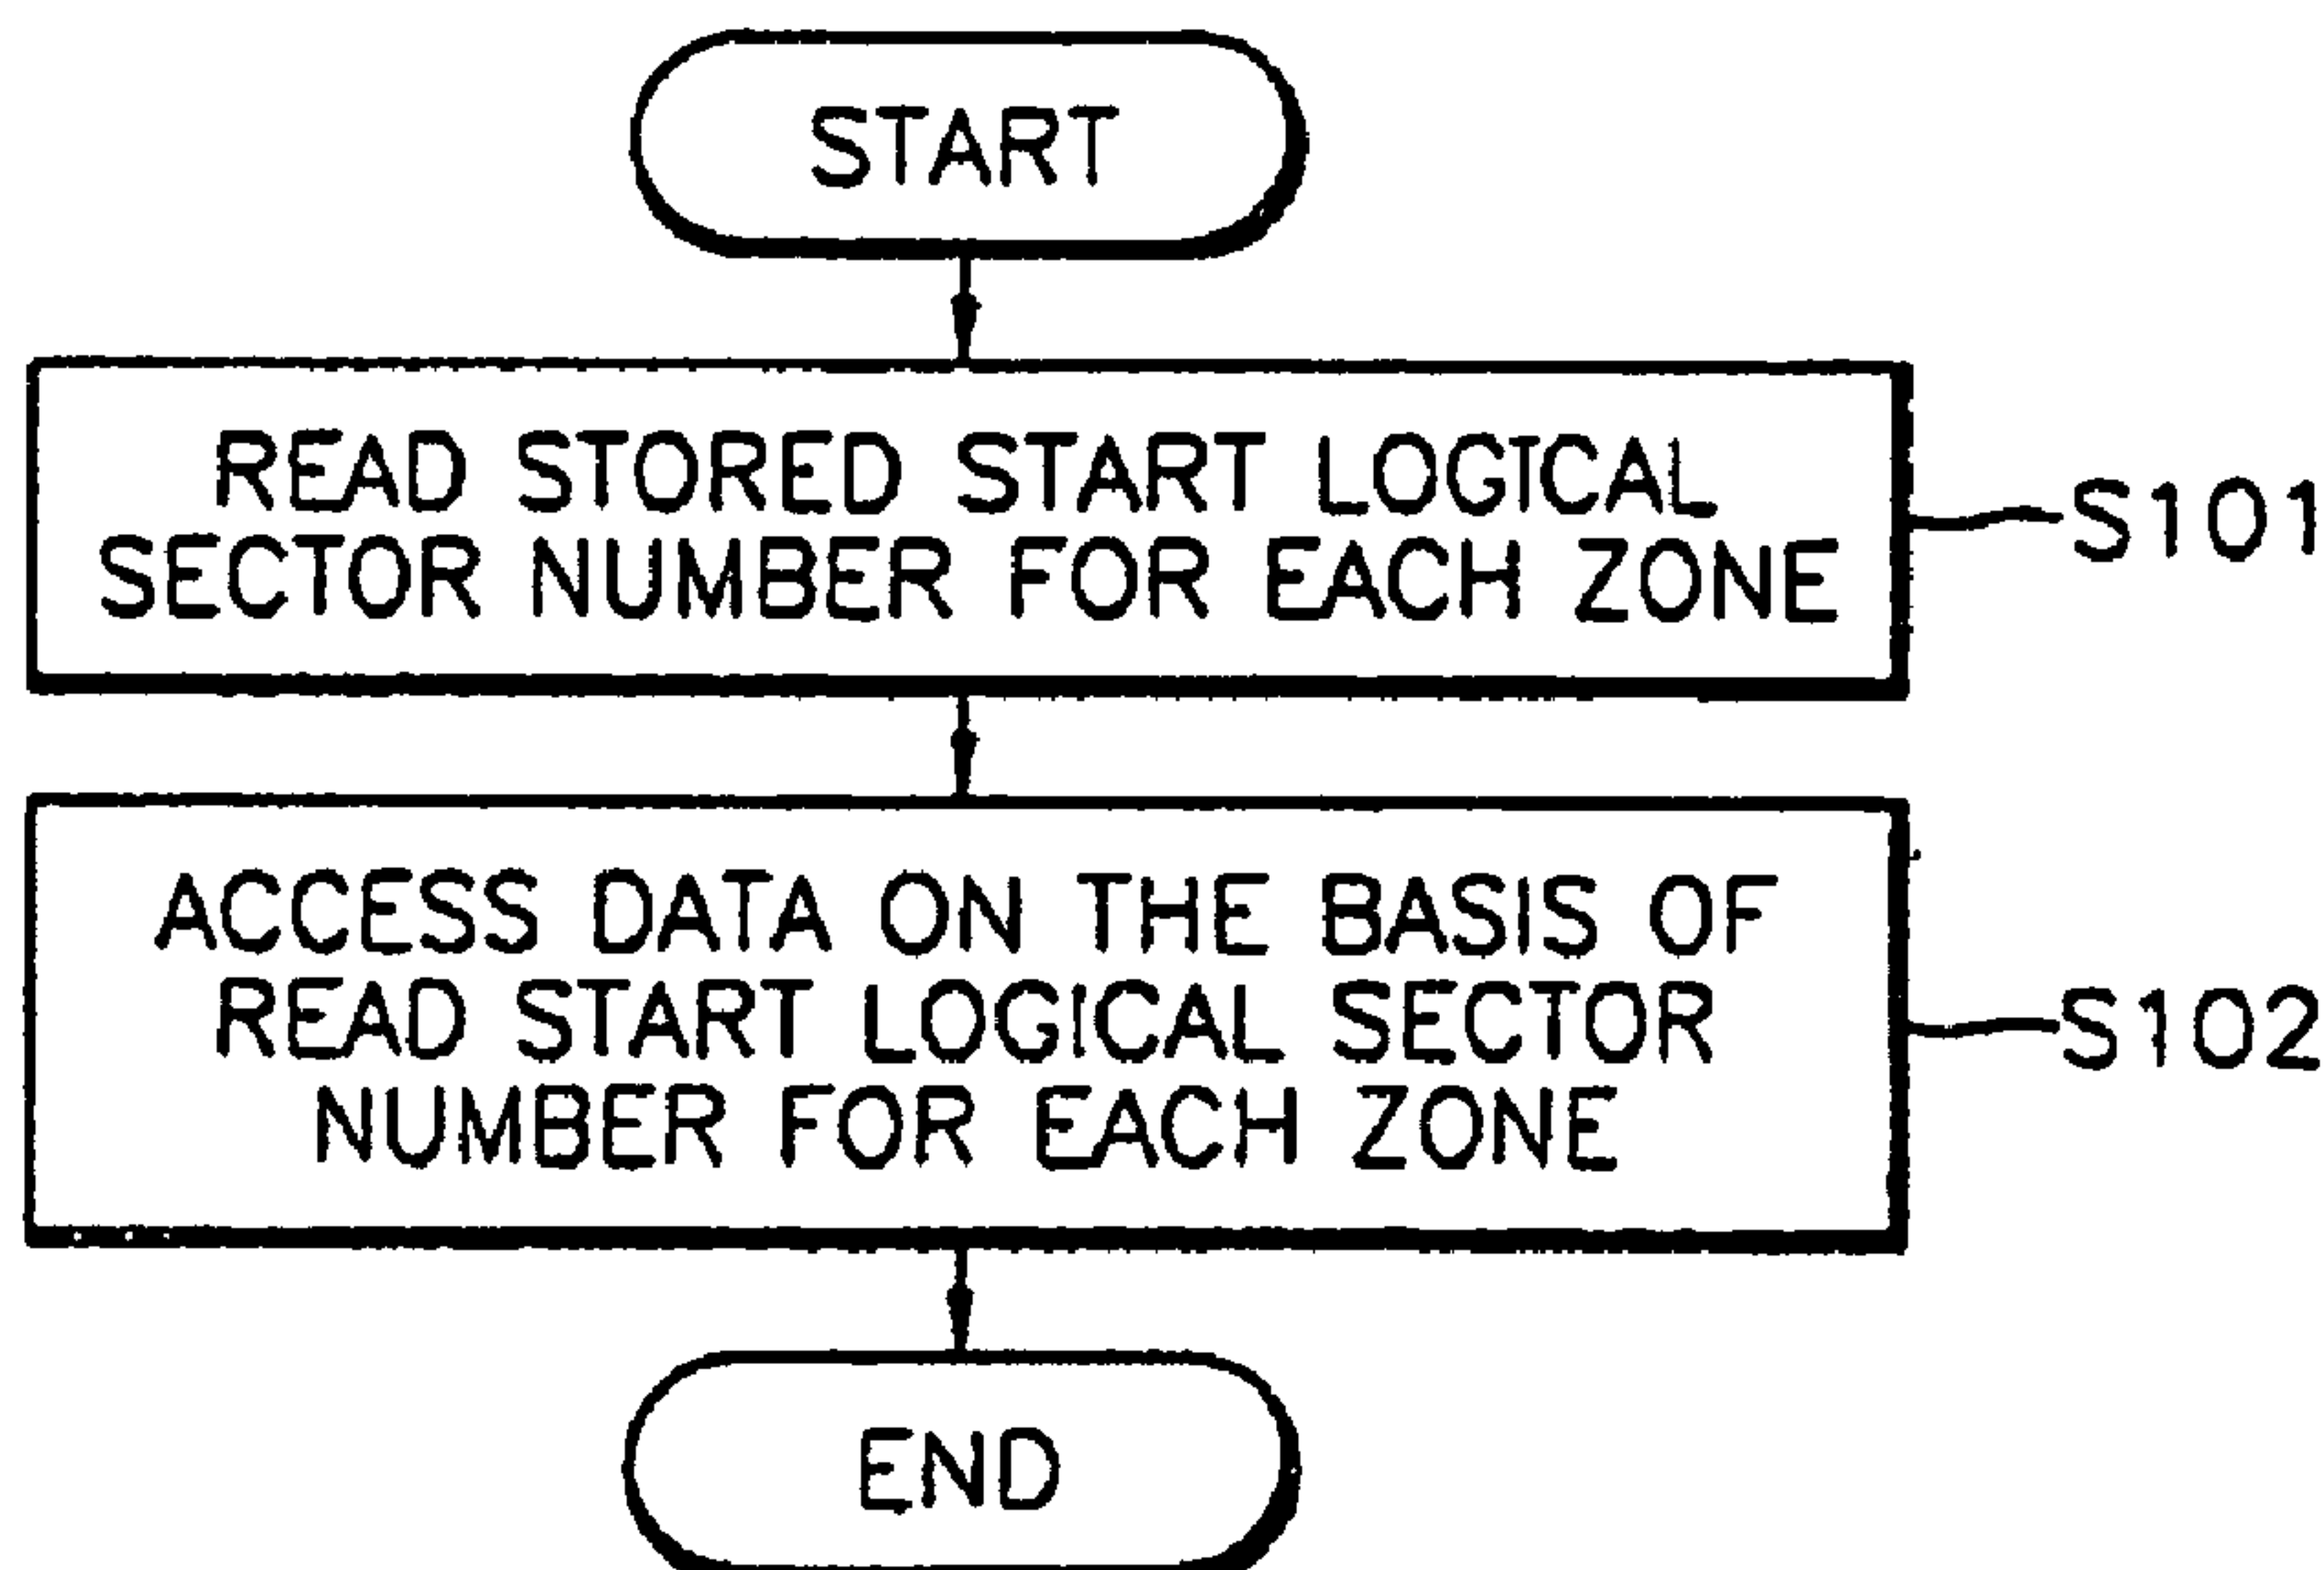 START
READ STORED START LOGICAL
SECTOR NUMBER FOR EACH ZONE
S101
ACCESS DATA ON THE BASIS OF
READ START LOGICAL SECTOR
S102
NUMBER FOR EACH ZONE
END